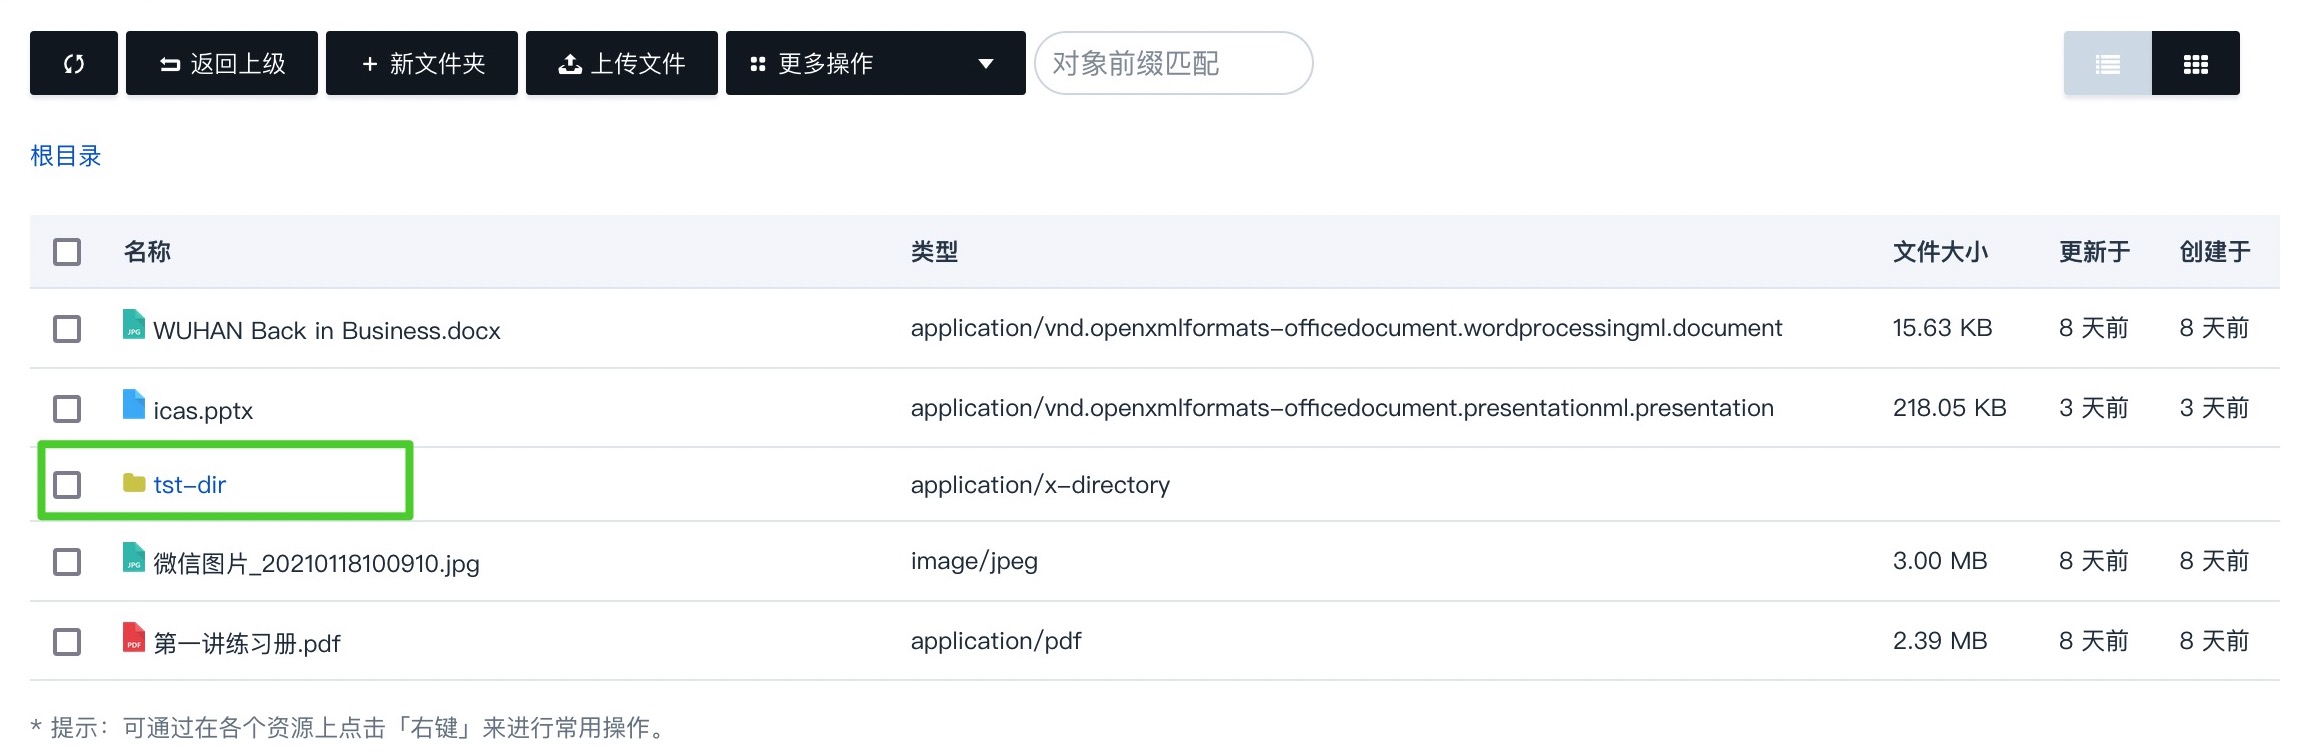 返回上级 + 新文件夹 上传文件 更多操作 对象前缀匹配
根目录
名称 类型 文件大小 更新于 创建于
JPG WUHAN Back in Business.docx application/vnd.openxmlformats-officedocument.wordprocessingml.document 15.63 KB 8 天前 8 天前
icas.pptx application/vnd.openxmlformats-officedocument.presentationml.presentation 218.05 KB 3 天前 3 天前
tst-dir application/x-directory
JPG 微信图片_20210118100910.jpg image/jpeg 3.00 MB 8 天前 8 天前
PDF 第一讲练习册.pdf application/pdf 2.39 MB 8 天前 8 天前
* 提示：可通过在各个资源上点击「右键」来进行常用操作。